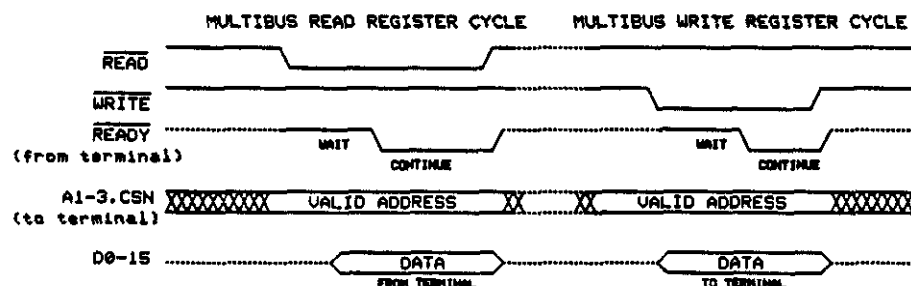 MULTIBUS READ REGISTER CYCLE MULTIBUS WRITE REGISTER CYCLE
READ
WRITE
READY WAIT WAIT
(from terminal) CONTINUE CONTINUE
A1-3.CSN VALID ADDRESS VALID ADDRESS
(to terminal)
D0-15 DATA DATA
FROM TERMINAL TO TERMINAL